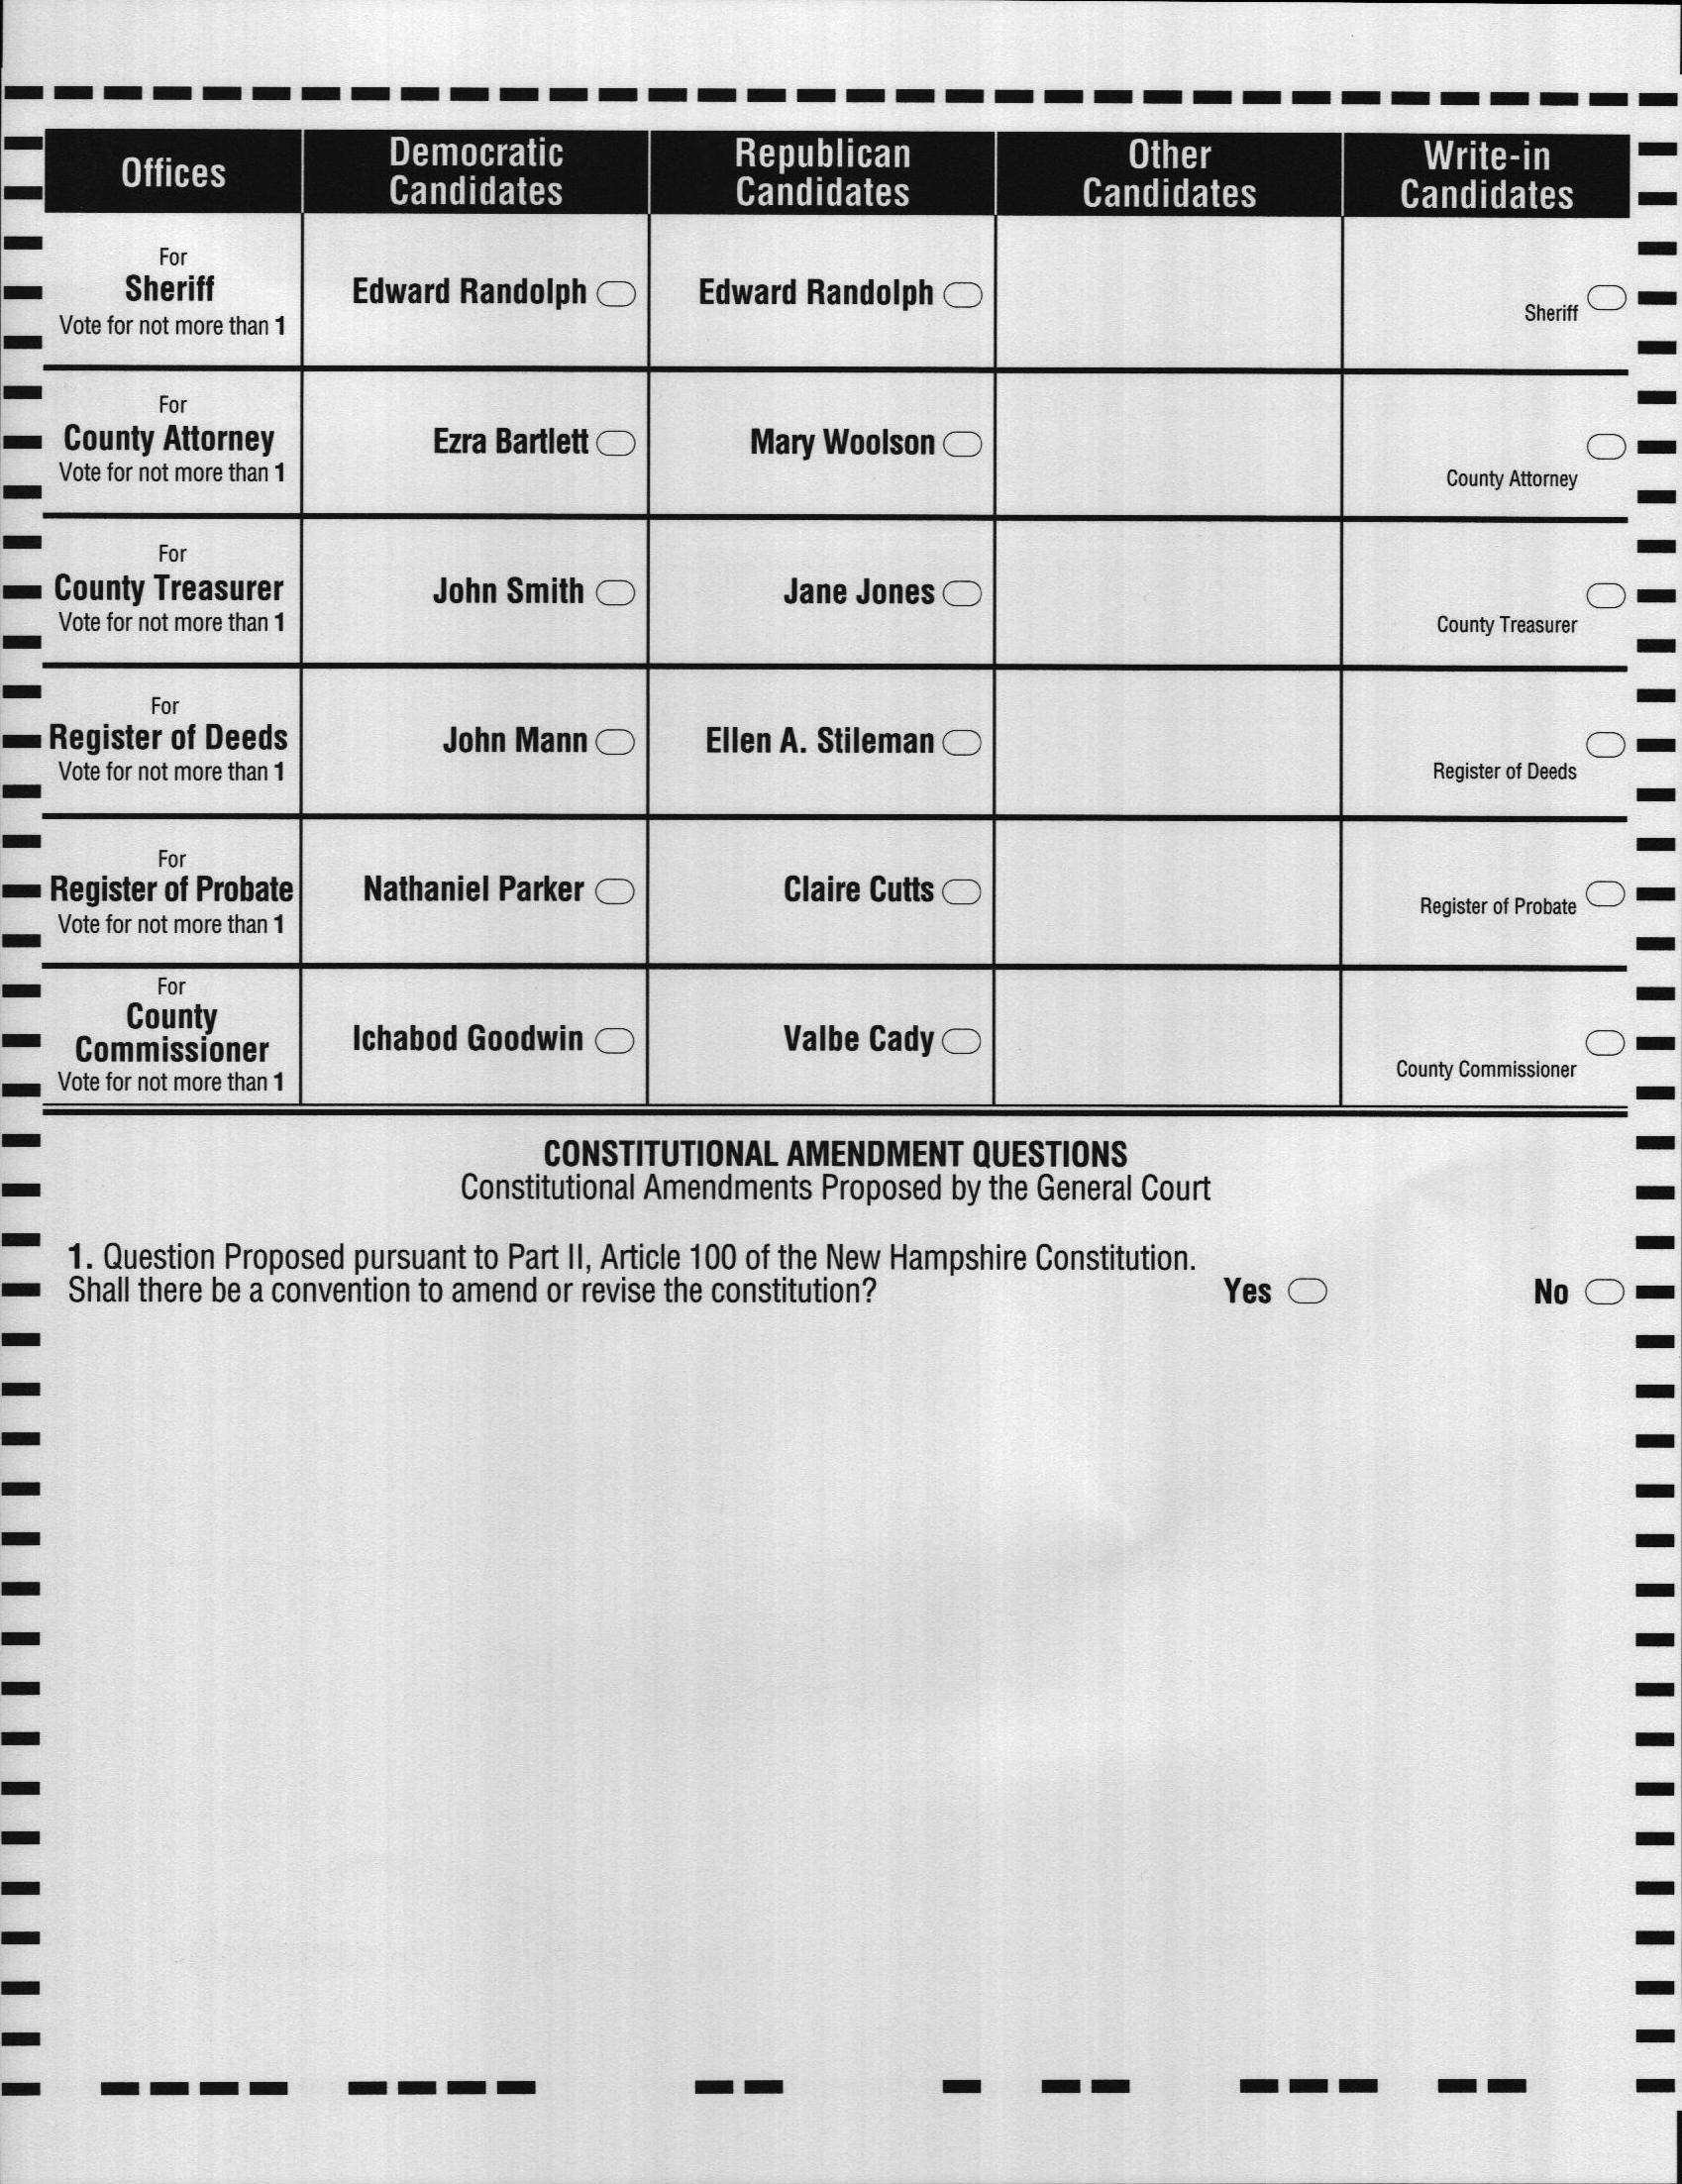 Offices
Democratic
Candidates
Republican
Candidates
Other
Candidates
Write-in
Candidates
For
Sheriff
Vote for not more than 1
Edward Randolph
Edward Randolph
Sheriff
For
County Attorney
Vote for not more than 1
Ezra Bartlett
Mary Woolson
County Attorney
For
County Treasurer
Vote for not more than 1
John Smith
Jane Jones
County Treasurer
For
Register of Deeds
Vote for not more than 1
John Mann
Ellen A. Stileman
Register of Deeds
For
Register of Probate
Vote for not more than 1
Nathaniel Parker
Claire Cutts
Register of Probate
For
County
Commissioner
Vote for not more than 1
Ichabod Goodwin
Valbe Cady
County Commissioner
CONSTITUTIONAL AMENDMENT QUESTIONS
Constitutional Amendments Proposed by the General Court
1. Question Proposed pursuant to Part II, Article 100 of the New Hampshire Constitution.
Shall there be a convention to amend or revise the constitution? Yes No